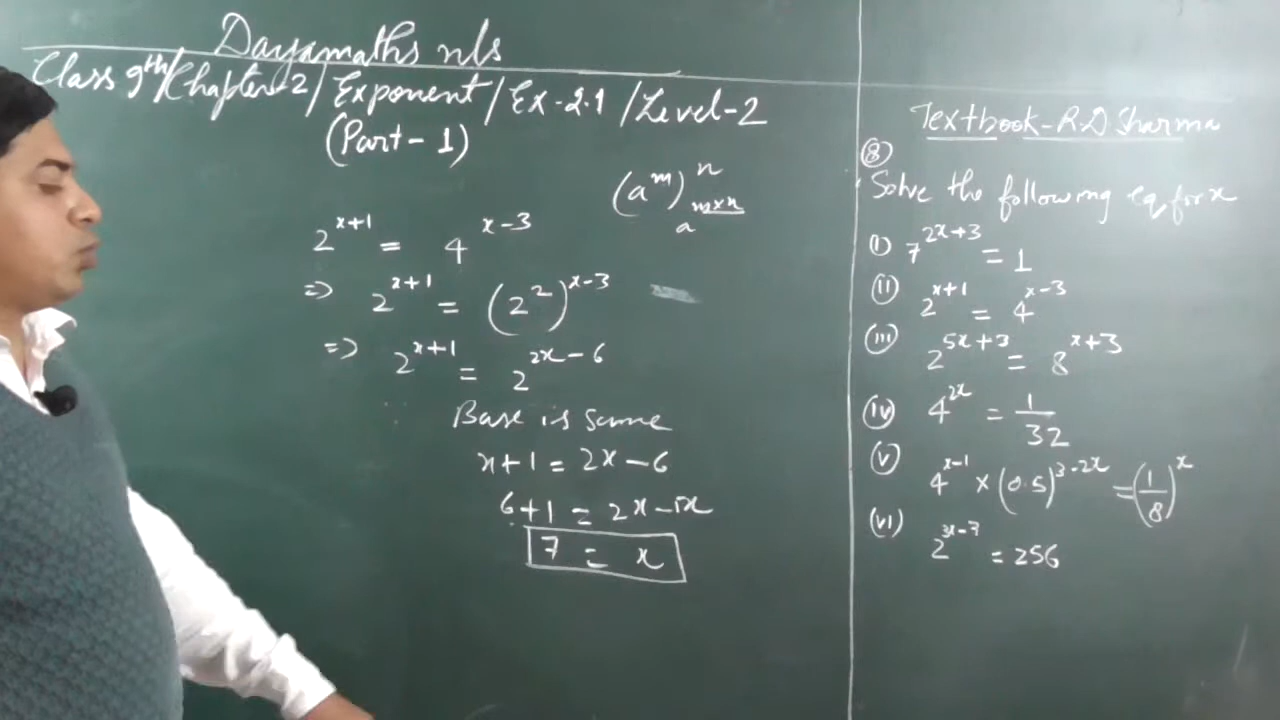 Dayamaths nls
Class 9th/Chapter-2/Exponent/Ex-2.1/Level-2
(Part-1)
(a^m)^n
a^m×n
2^x+1 = 4^x-3
=> 2^x+1 = (2^2)^x-3
=> 2^x+1 = 2^2x-6
Base is same
x+1 = 2x-6
6+1 = 2x-1x
7 = x
Textbook-R.D Sharma
(8)
Solve the following eq for x
(i) 7^2x+3 = 1
(ii) 2^x+1 = 4^x-3
(iii) 2^5x+3 = 8^x+3
(iv) 4^2x = 1/32
(v) 4^x-1 × (0.5)^3-2x = (1/8)^x
(vi) 2^3x-7 = 256